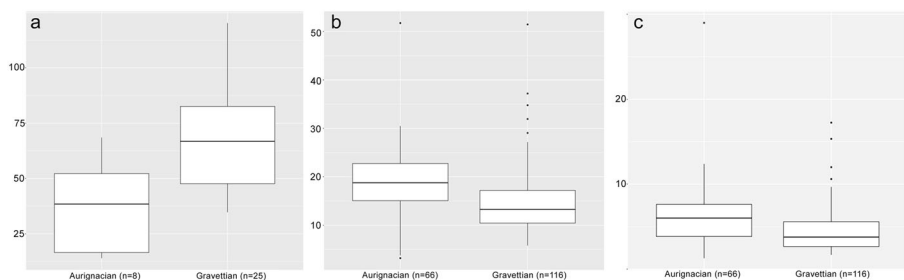 a
100
75
50
25
Aurignacian (n=8) Gravettian (n=25)
b
50
40
30
20
10
Aurignacian (n=66) Gravettian (n=116)
c
20
10
Aurignacian (n=66) Gravettian (n=116)